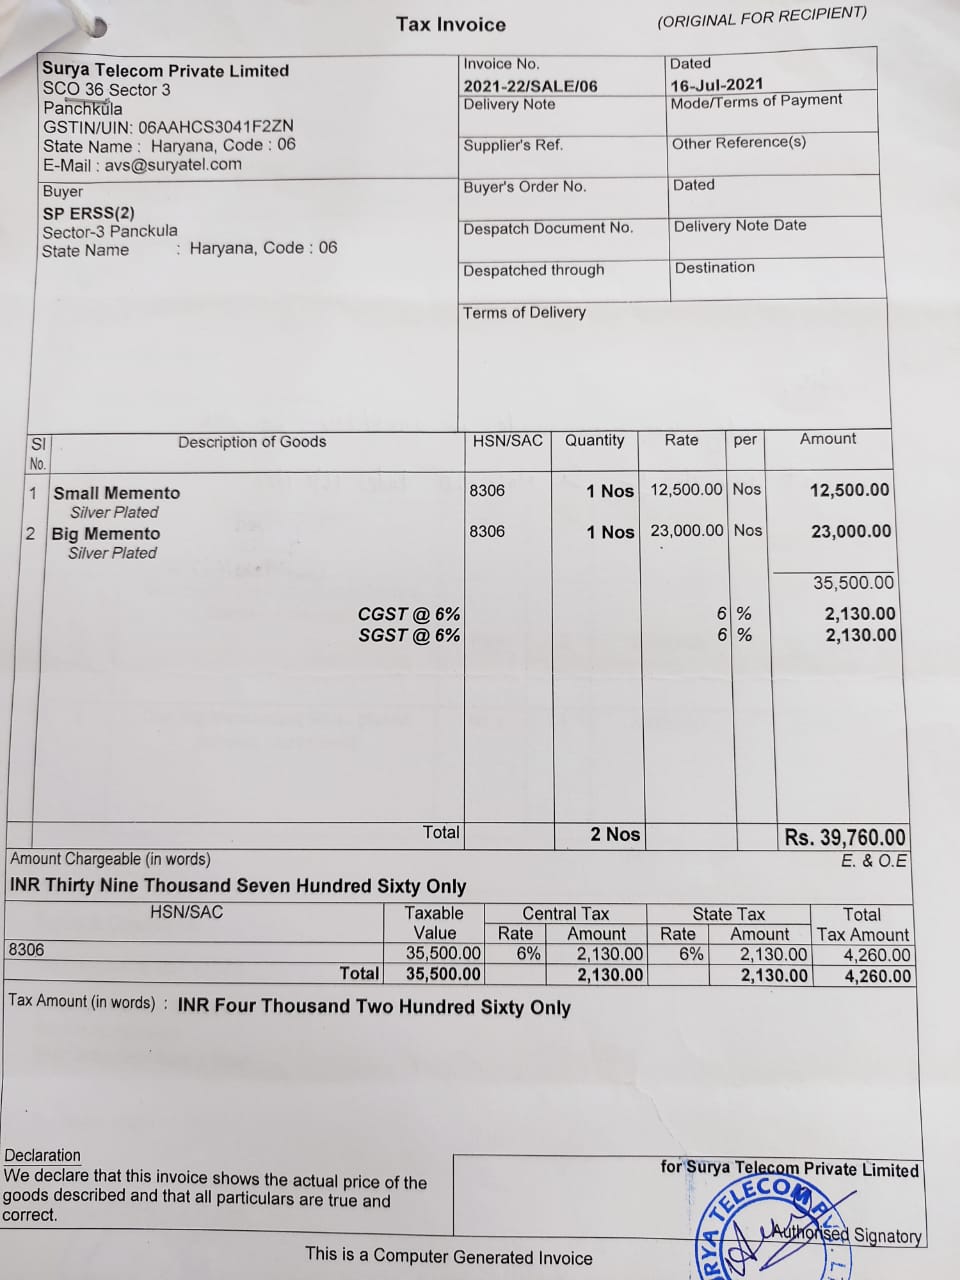 Tax Invoice
(ORIGINAL FOR RECIPIENT)
Surya Telecom Private Limited
SCO 36 Sector 3
Panchkula
GSTIN/UIN: 06AAHCS3041F2ZN
State Name : Haryana, Code : 06
E-Mail : avs@suryatel.com
Invoice No.
2021-22/SALE/06
Dated
16-Jul-2021
Delivery Note
Mode/Terms of Payment
Supplier's Ref.
Other Reference(s)
Buyer
SP ERSS(2)
Sector-3 Panckula
State Name : Haryana, Code : 06
Buyer's Order No.
Dated
Despatch Document No.
Delivery Note Date
Despatched through
Destination
Terms of Delivery
Sl No. Description of Goods HSN/SAC Quantity Rate per Amount
1 Small Memento 8306 1 Nos 12,500.00 Nos 12,500.00
Silver Plated
2 Big Memento 8306 1 Nos 23,000.00 Nos 23,000.00
Silver Plated
35,500.00
CGST @ 6% 6 % 2,130.00
SGST @ 6% 6 % 2,130.00
Total 2 Nos Rs. 39,760.00
Amount Chargeable (in words) E. & O.E
INR Thirty Nine Thousand Seven Hundred Sixty Only
HSN/SAC Taxable Value Central Tax State Tax Total Tax Amount
Rate Amount Rate Amount
8306 35,500.00 6% 2,130.00 6% 2,130.00 4,260.00
Total 35,500.00 2,130.00 2,130.00 4,260.00
Tax Amount (in words) : INR Four Thousand Two Hundred Sixty Only
Declaration
We declare that this invoice shows the actual price of the
goods described and that all particulars are true and
correct.
for Surya Telecom Private Limited
Authorised Signatory
This is a Computer Generated Invoice